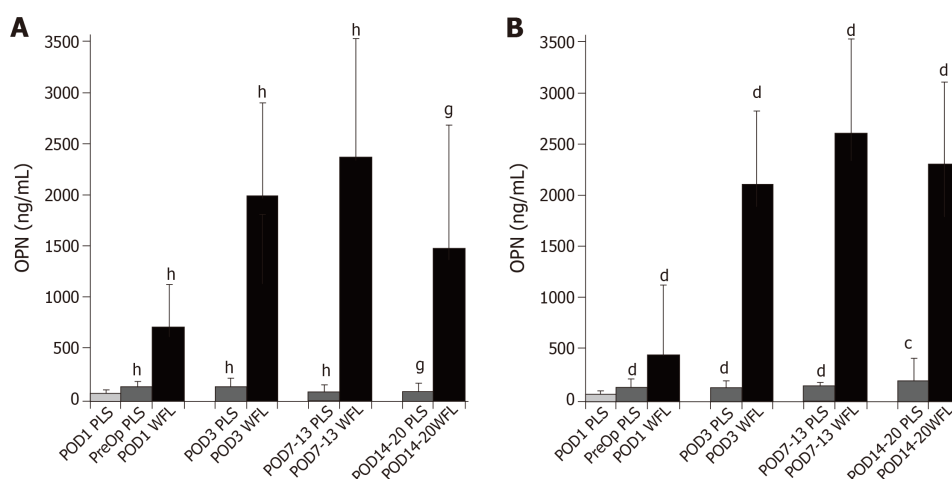 A
OPN (ng/mL)
3500
3000
2500
2000
1500
1000
500
0
h
h
h
h
h
h
g
g
POD1 PLS
PreOp PLS
POD1 WFL
POD3 PLS
POD3 WFL
POD7-13 PLS
POD7-13 WFL
POD14-20 PLS
POD14-20WFL
B
OPN (ng/mL)
3500
3000
2500
2000
1500
1000
500
0
d
d
d
d
d
d
c
d
POD1 PLS
PreOp PLS
POD1 WFL
POD3 PLS
POD3 WFL
POD7-13 PLS
POD7-13 WFL
POD14-20 PLS
POD14-20WFL